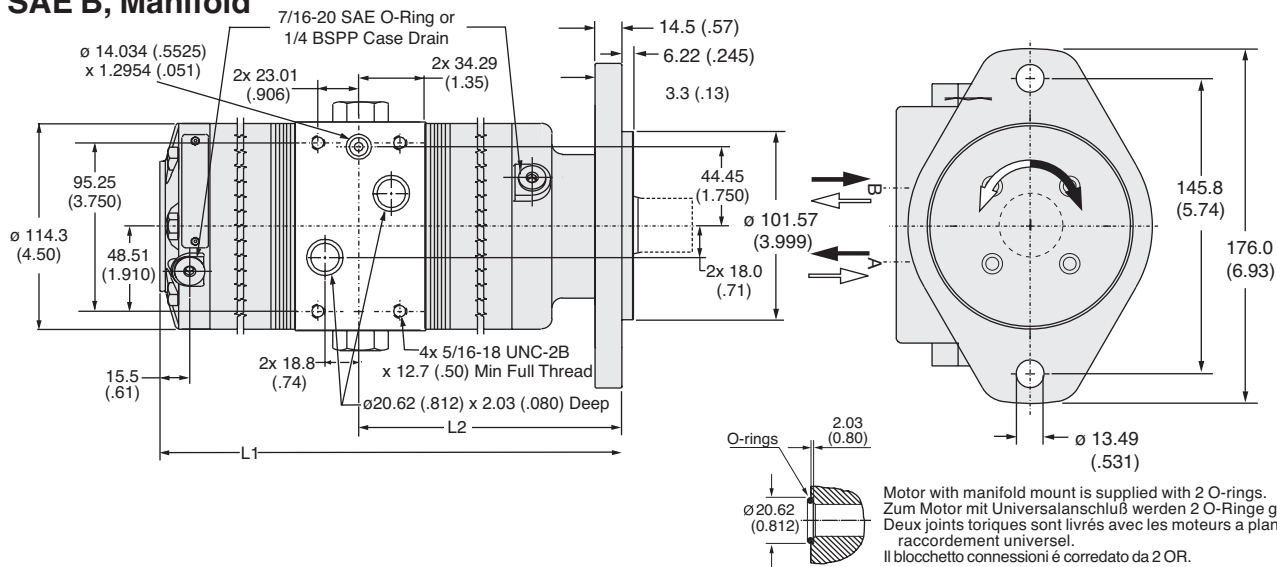 SAE B, Manifold
7/16-20 SAE O-Ring or
1/4 BSPP Case Drain
ø 14.034 (.5525)
x 1.2954 (.051)
2x 23.01
(.906)
2x 34.29
(1.35)
14.5 (.57)
6.22 (.245)
3.3 (.13)
95.25
(3.750)
ø 114.3
(4.50)
48.51
(1.910)
44.45
(1.750)
ø 101.57
(3.999)
2x 18.0
(.71)
B
A
145.8
(5.74)
176.0
(6.93)
15.5
(.61)
2x 18.8
(.74)
4x 5/16-18 UNC-2B
x 12.7 (.50) Min Full Thread
ø20.62 (.812) x 2.03 (.080) Deep
L2
L1
ø 13.49
(.531)
2.03
(0.80)
O-rings
Ø20.62
(0.812)
Motor with manifold mount is supplied with 2 O-rings.
Zum Motor mit Universalanschluß werden 2 O-Ringe g
Deux joints toriques sont livrés avec les moteurs a plan
raccordement universel.
Il blocchetto connessioni é corredato da 2 OR.